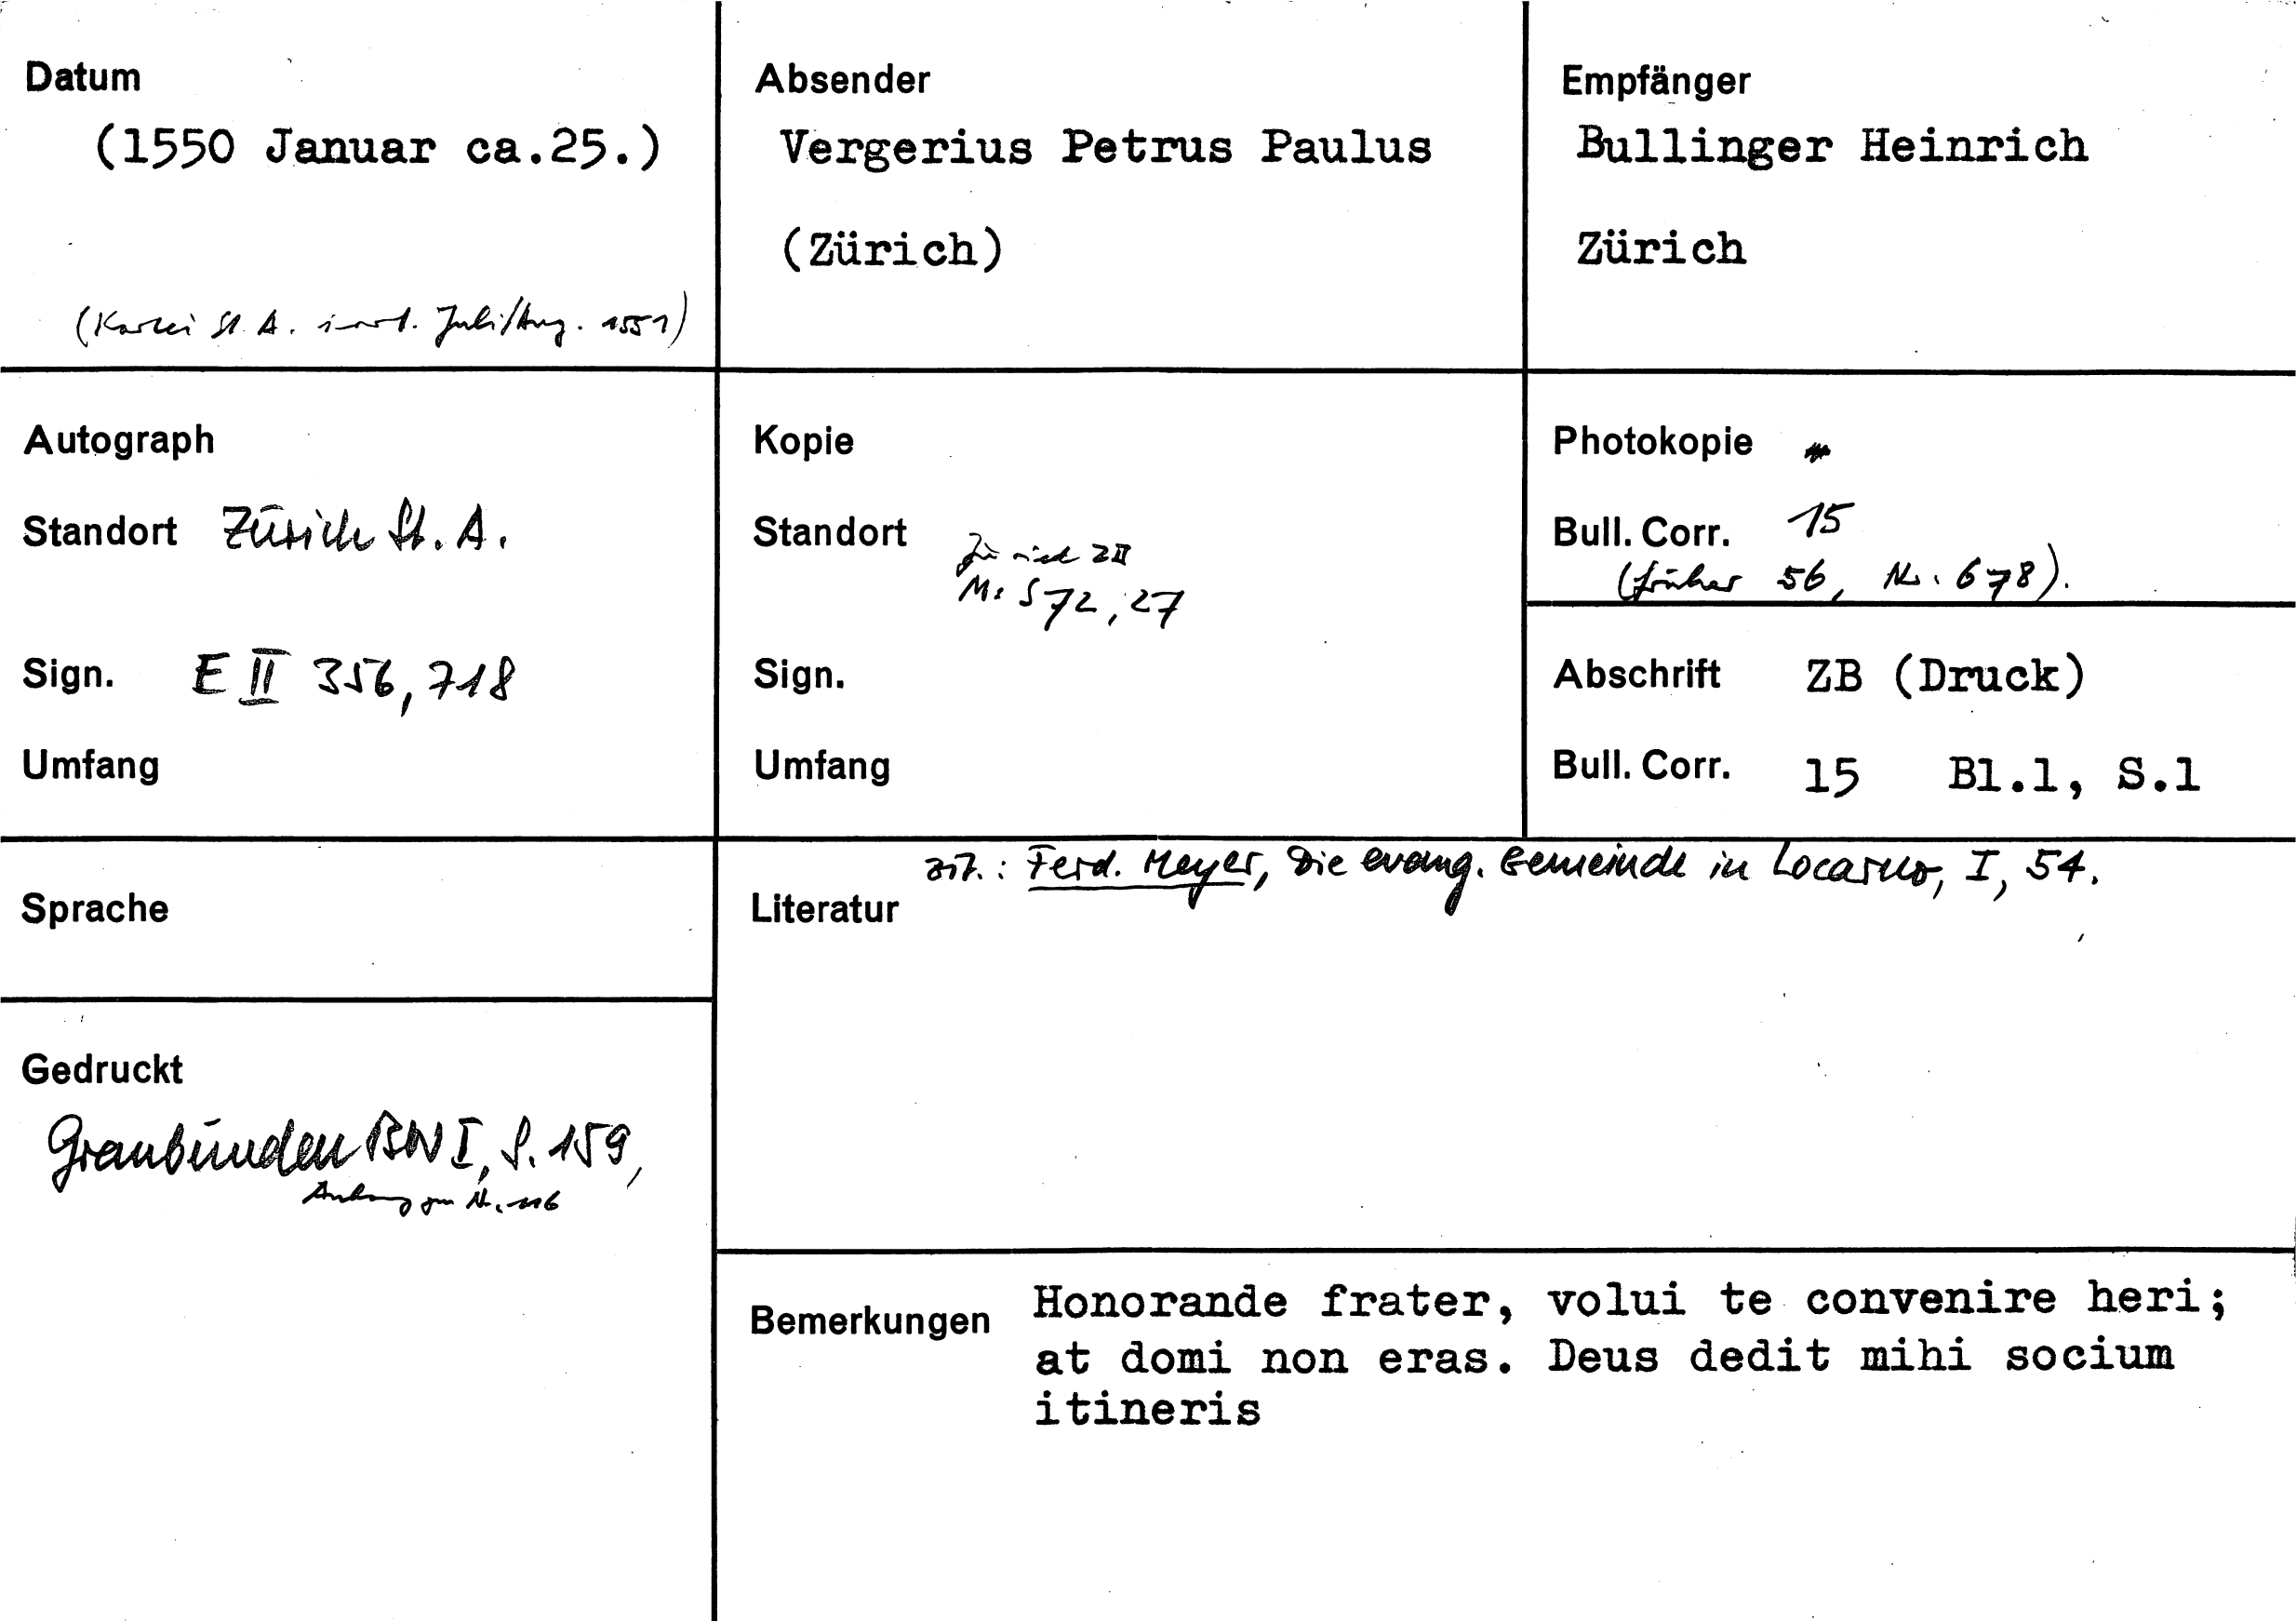 Datum
(1550 Januar ca.25.)
(Kartei St. A. irrt. Juli/Aug. 1551)
Absender
Vergerius Petrus Paulus
(Zürich)
Empfänger
Bullinger Heinrich
Zürich
Autograph
Standort Zürich St. A.
Sign. E II 356, 718
Umfang
Kopie
Standort Zürich ZB
Ms S 72, 27
Sign.
Umfang
Photokopie
Bull. Corr. 15
(früher 56, Nr. 678).
Abschrift ZB (Druck)
Bull. Corr. 15 Bl.1, S.1
Sprache
Gedruckt
Graubünden BW I, S. 159,
Anhang zu Nr. 116
zit.: Ferd. Meyer, Die evang. Gemeinde in Locarno, I, 54.
Literatur
Bemerkungen Honorande frater, volui te convenire heri;
at domi non eras. Deus dedit mihi socium
itineris